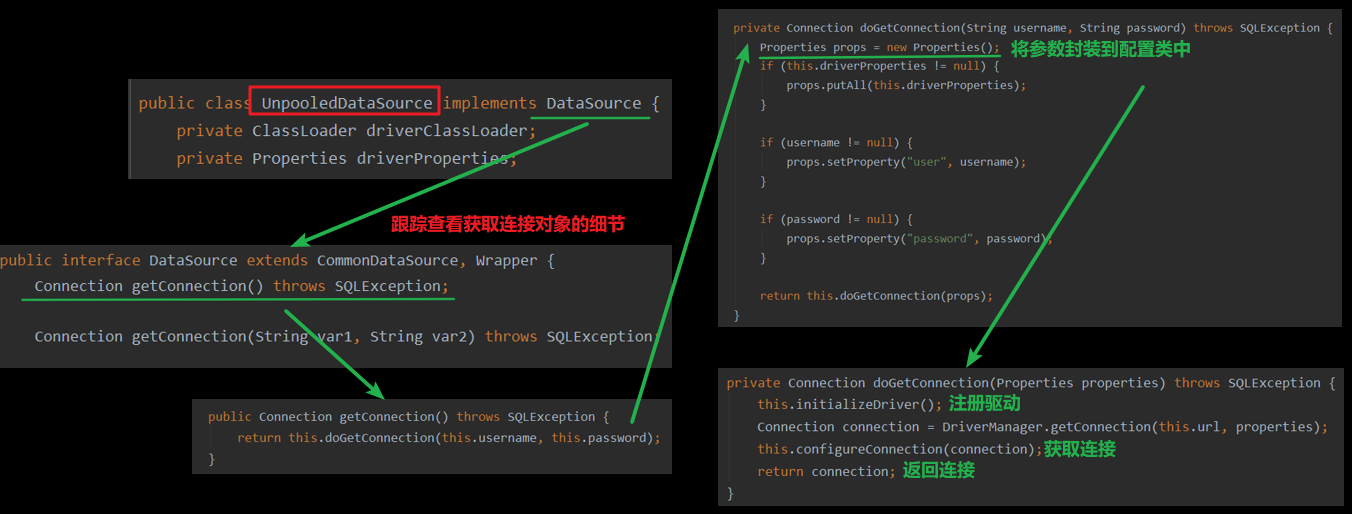 public class UnpooledDataSource implements DataSource {
private ClassLoader driverClassLoader;
private Properties driverProperties;
跟踪查看获取连接对象的细节
public interface DataSource extends CommonDataSource, Wrapper {
Connection getConnection() throws SQLException;
Connection getConnection(String var1, String var2) throws SQLException;
public Connection getConnection() throws SQLException {
return this.doGetConnection(this.username, this.password);
}
private Connection doGetConnection(String username, String password) throws SQLException {
Properties props = new Properties(); 将参数封装到配置类中
if (this.driverProperties != null) {
props.putAll(this.driverProperties);
}
if (username != null) {
props.setProperty("user", username);
}
if (password != null) {
props.setProperty("password", password);
}
return this.doGetConnection(props);
}
private Connection doGetConnection(Properties properties) throws SQLException {
this.initializeDriver(); 注册驱动
Connection connection = DriverManager.getConnection(this.url, properties);
this.configureConnection(connection);获取连接
return connection; 返回连接
}